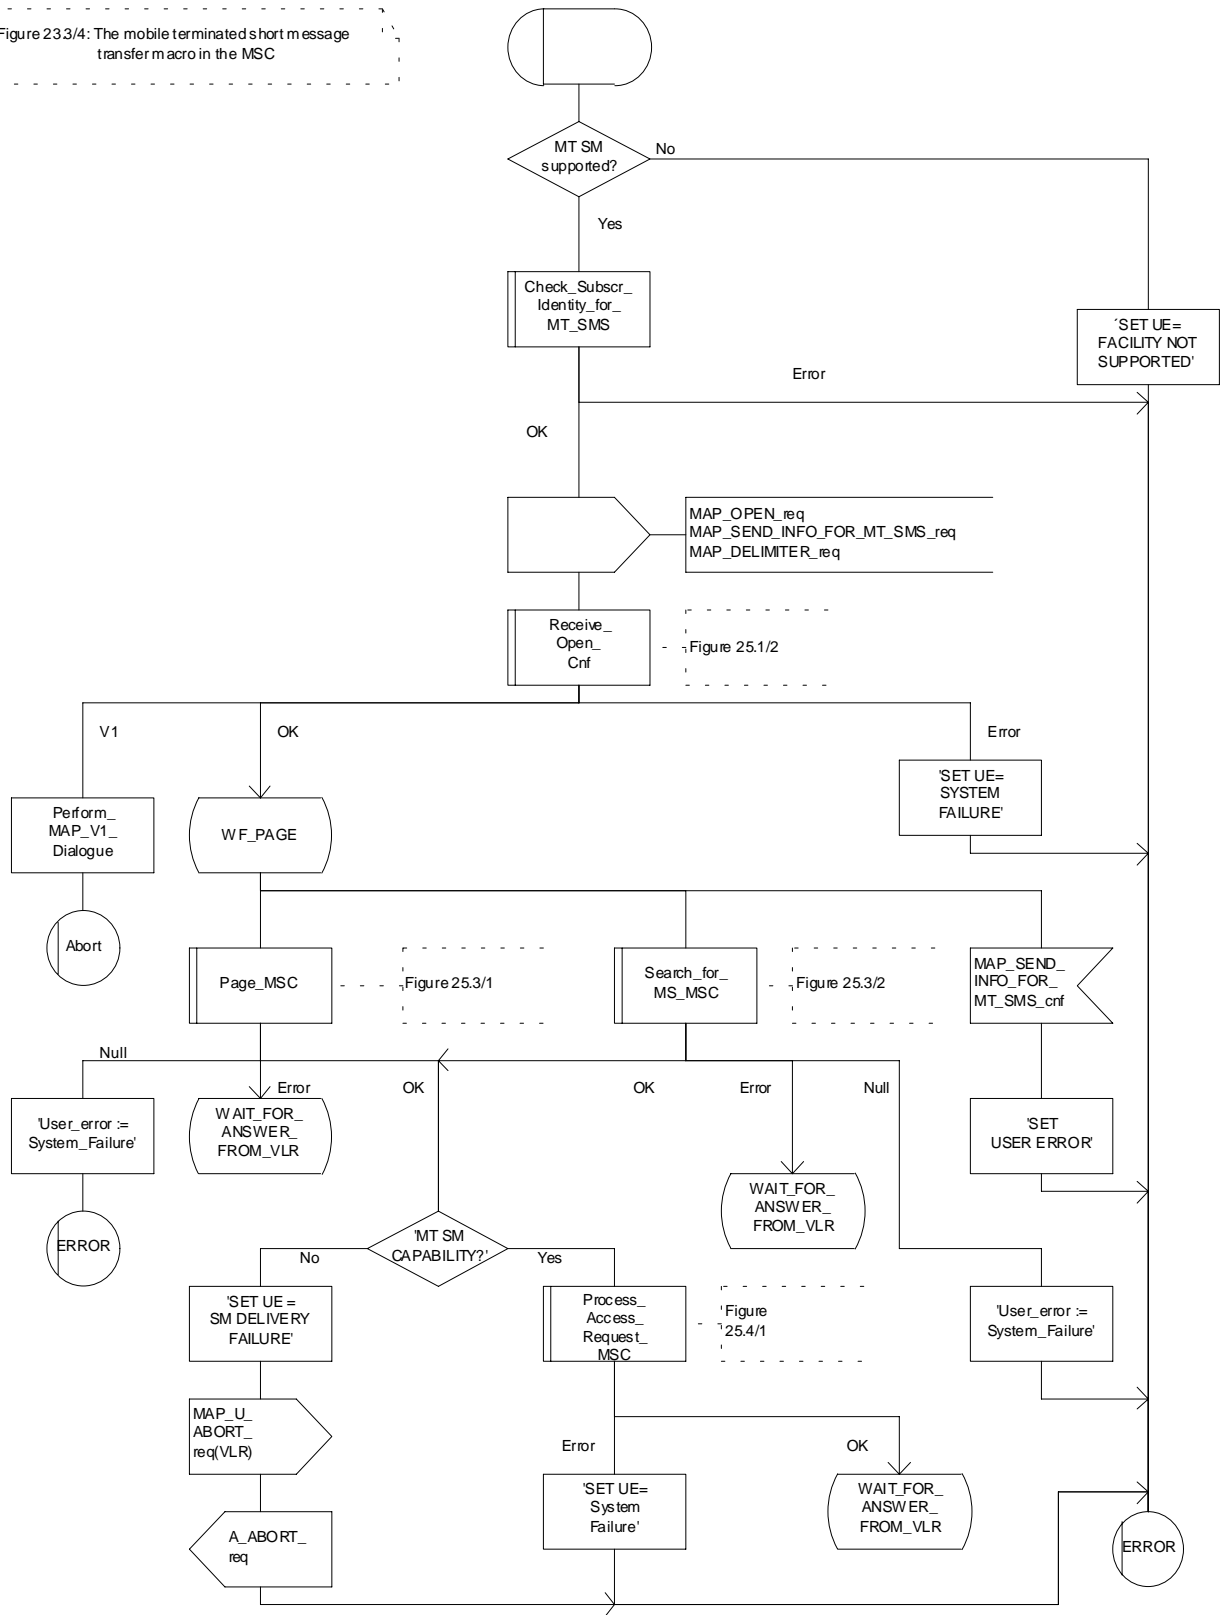 Figure 23.3/4: The mobile terminated short message
transfer macro in the MSC
MT SM
supported?
No
Yes
Check_Subscr_
Identity_for_
MT_SMS
´SET UE=
FACILITY NOT
SUPPORTED'
Error
OK
MAP_OPEN_req
MAP_SEND_INFO_FOR_MT_SMS_req
MAP_DELIMITER_req
Receive_
Open_
Cnf
Figure 25.1/2
V1
OK
Error
'SET UE=
SYSTEM
FAILURE'
Perform_
MAP_V1_
Dialogue
WF_PAGE
Abort
Page_MSC
Figure 25.3/1
Search_for_
MS_MSC
Figure 25.3/2
MAP_SEND_
INFO_FOR_
MT_SMS_cnf
Null
Error
OK
OK
Error
Null
'User_error :=
System_Failure'
WAIT_FOR_
ANSWER_
FROM_VLR
'SET
USER ERROR'
WAIT_FOR_
ANSWER_
FROM_VLR
ERROR
'MT SM
CAPABILITY?'
No
Yes
'SET UE =
SM DELIVERY
FAILURE'
Process_
Access_
Request_
MSC
Figure
25.4/1
'User_error :=
System_Failure'
MAP_U_
ABORT_
req(VLR)
Error
OK
'SET UE=
System
Failure'
WAIT_FOR_
ANSWER_
FROM_VLR
A_ABORT_
req
ERROR